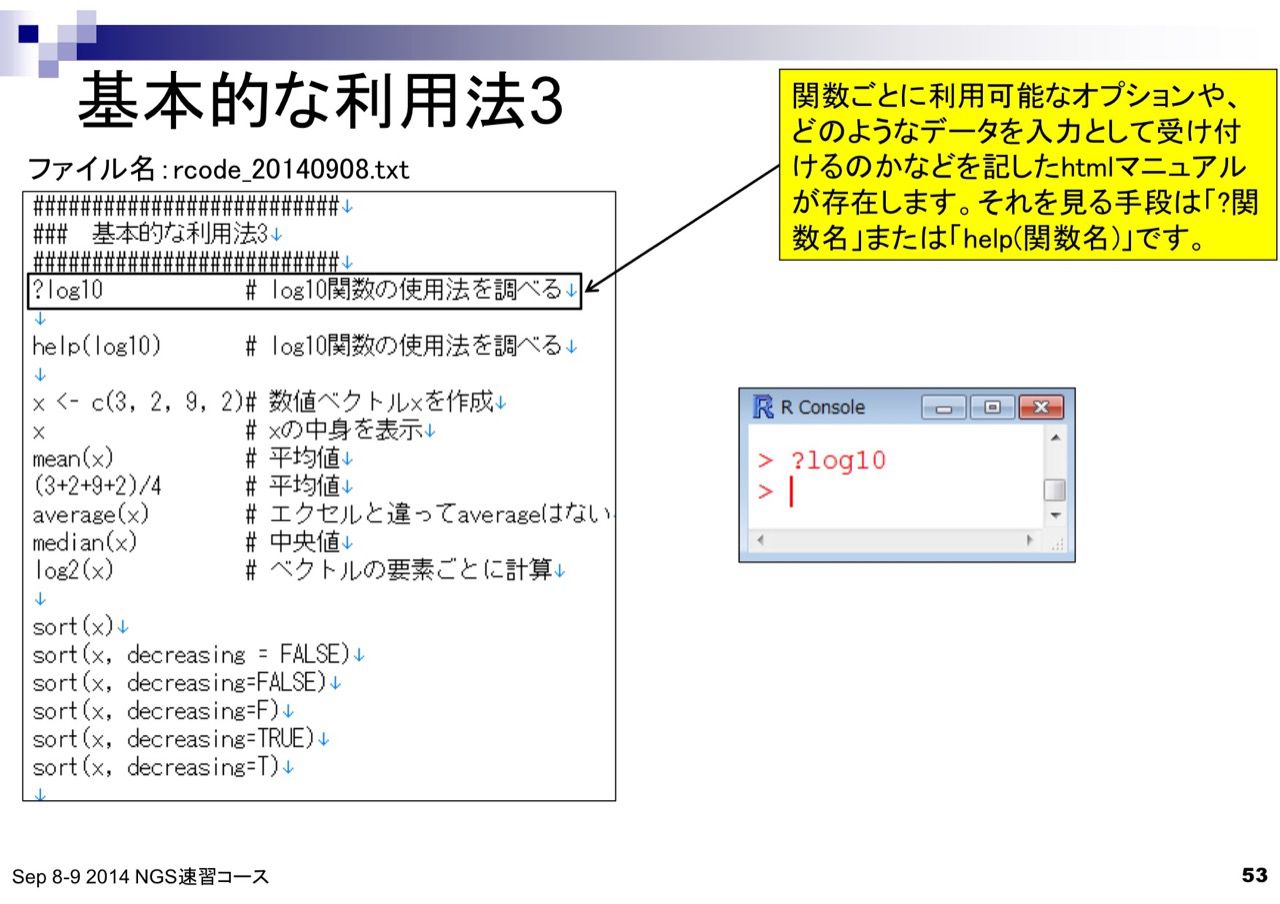 基本的な利用法3
関数ごとに利用可能なオプションや、
どのようなデータを入力として受け付
けるのかなどを記したhtmlマニュアル
が存在します。それを見る手段は「?関
数名」または「help(関数名)」です。
ファイル名：rcode_20140908.txt
##########################↓
### 基本的な利用法3↓
##########################↓
?log10 # log10関数の使用法を調べる↓
↓
help(log10) # log10関数の使用法を調べる↓
↓
x <- c(3, 2, 9, 2)# 数値ベクトルxを作成↓
x # xの中身を表示↓
mean(x) # 平均値↓
(3+2+9+2)/4 # 平均値↓
average(x) # エクセルと違ってaverageはない
median(x) # 中央値↓
log2(x) # ベクトルの要素ごとに計算↓
↓
sort(x)↓
sort(x, decreasing = FALSE)↓
sort(x, decreasing=FALSE)↓
sort(x, decreasing=F)↓
sort(x, decreasing=TRUE)↓
sort(x, decreasing=T)↓
↓
R R Console
> ?log10
>
Sep 8-9 2014 NGS速習コース
53